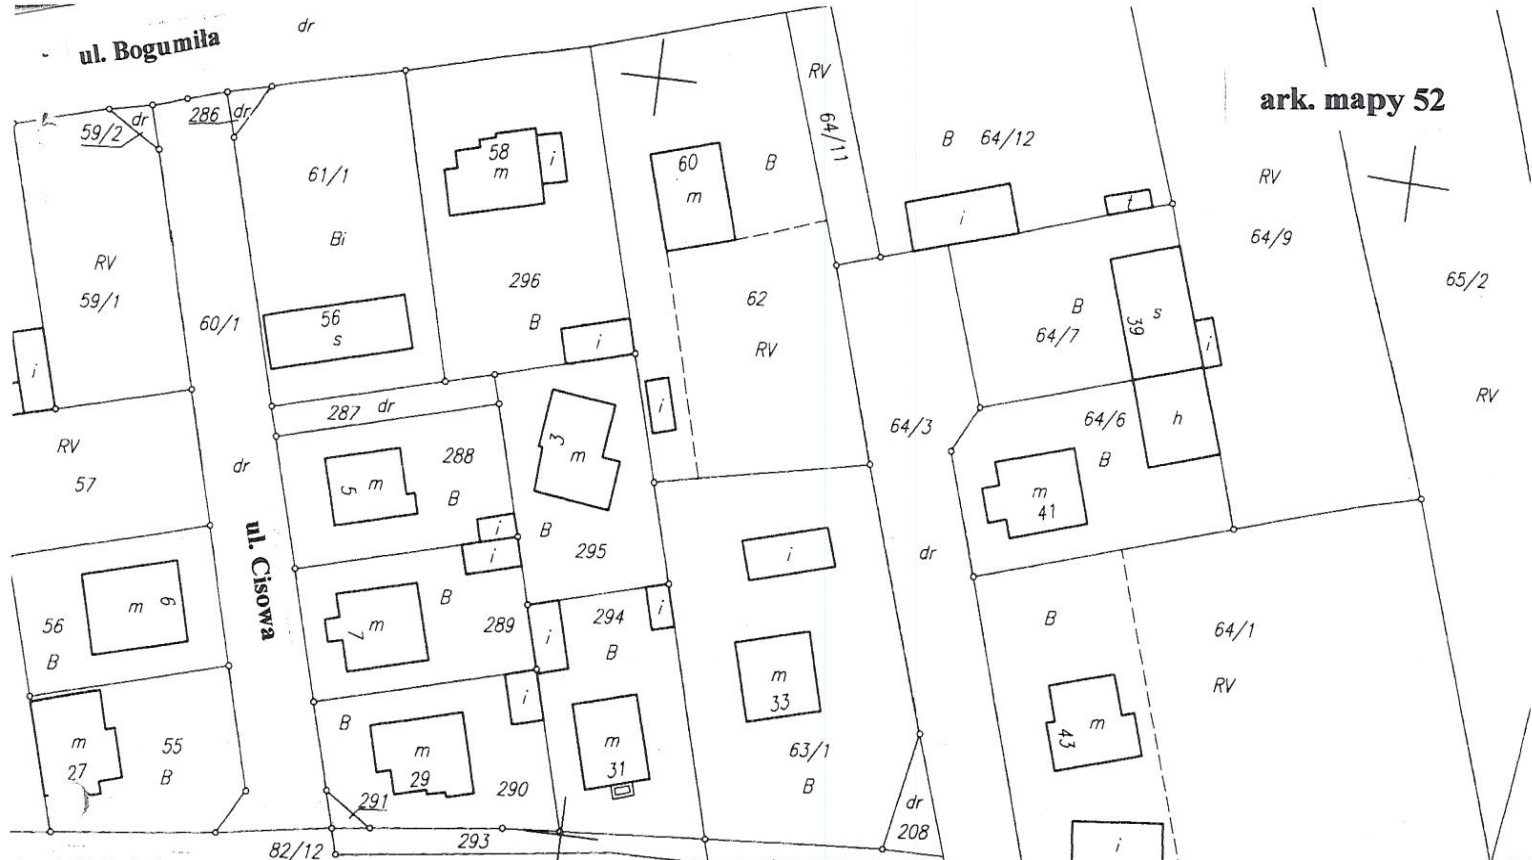 ul. Bogumiła
dr
59/2
dr
286
dr
61/1
Bi
58
m
i
60
m
B
RV
64/11
B 64/12
ark. mapy 52
RV
64/9
65/2
RV
RV
59/1
i
60/1
56
s
296
B
i
62
RV
i
t
B
64/7
39
s
i
64/3
64/6
B
h
m
41
RV
57
dr
287 dr
288
5
m
B
3
m
i
B
295
i
i
i
dr
ul. Cisowa
56
B
m
6
B
7
m
289
i
294
B
i
m
33
B
64/1
RV
m
27
55
B
B
m
29
i
290
m
31
63/1
B
43
m
291
293
82/12
dr
208
i